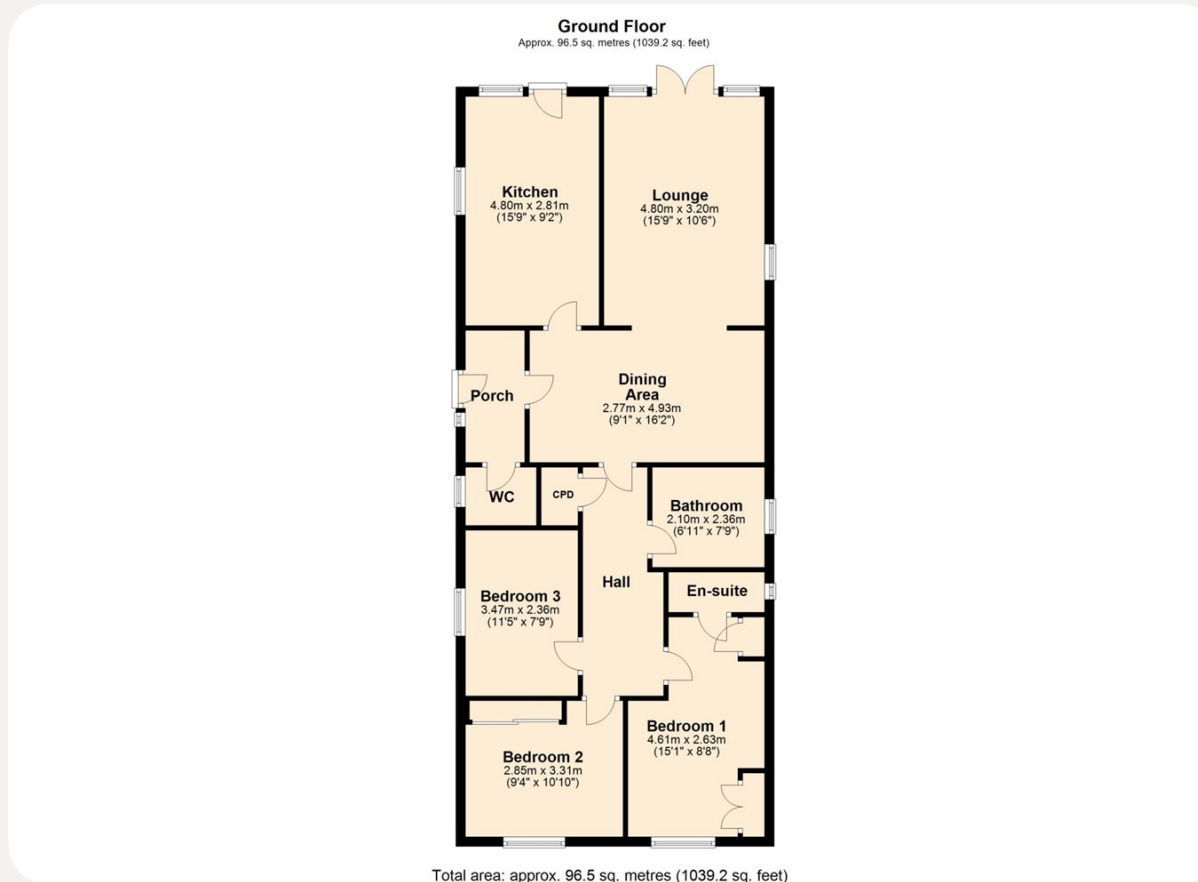 Ground Floor
Approx. 96.5 sq. metres (1039.2 sq. feet)
Kitchen
4.80m x 2.81m
(15'9" x 9'2")
Lounge
4.80m x 3.20m
(15'9" x 10'6")
Porch
Dining
Area
2.77m x 4.93m
(9'1" x 16'2")
WC
CPD
Bathroom
2.10m x 2.36m
(6'11" x 7'9")
Hall
En-suite
Bedroom 3
3.47m x 2.36m
(11'5" x 7'9")
Bedroom 1
4.61m x 2.63m
(15'1" x 8'8")
Bedroom 2
2.85m x 3.31m
(9'4" x 10'10")
Total area: approx. 96.5 sq. metres (1039.2 sq. feet)